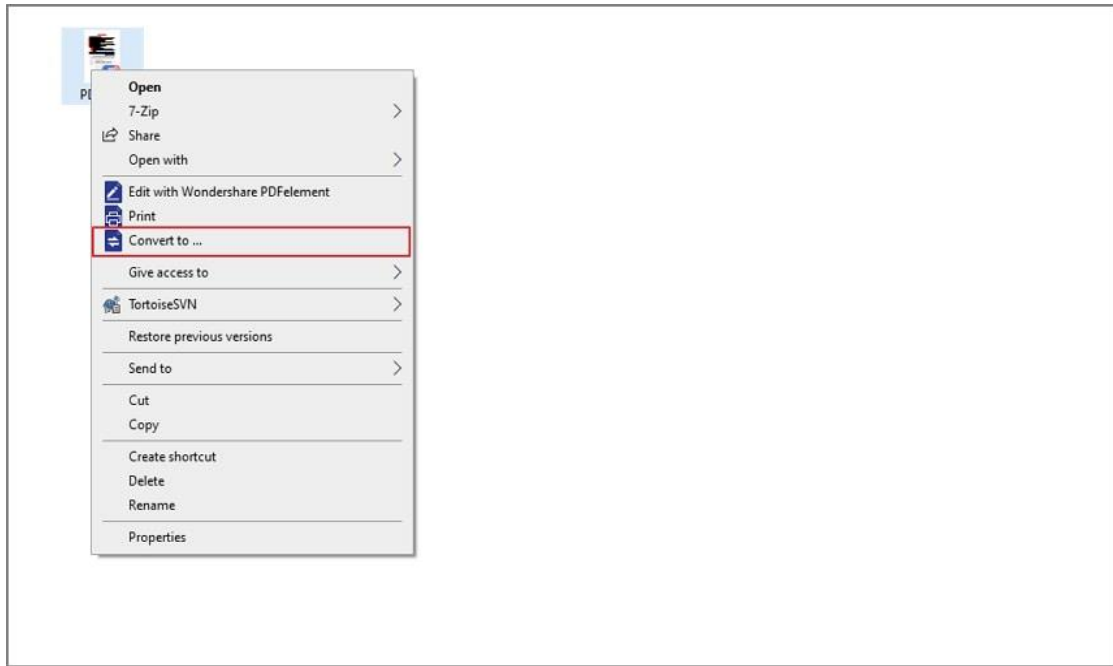 Open
7-Zip
Share
Open with
Edit with Wondershare PDFelement
Print
Convert to ...
Give access to
TortoiseSVN
Restore previous versions
Send to
Cut
Copy
Create shortcut
Delete
Rename
Properties